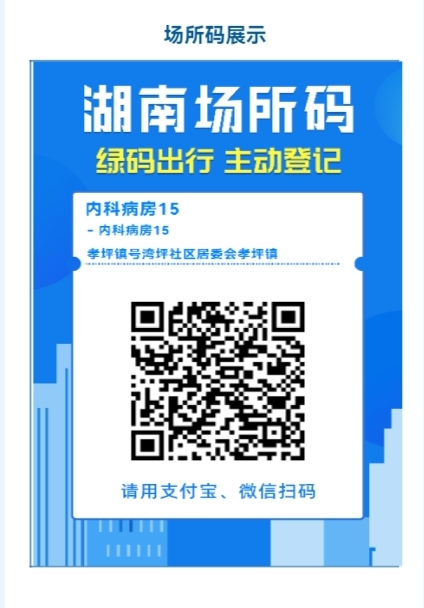 场所码展示
湖南场所码
绿码出行 主动登记
内科病房15
- 内科病房15
孝坪镇号湾坪社区居委会孝坪镇
请用支付宝、微信扫码